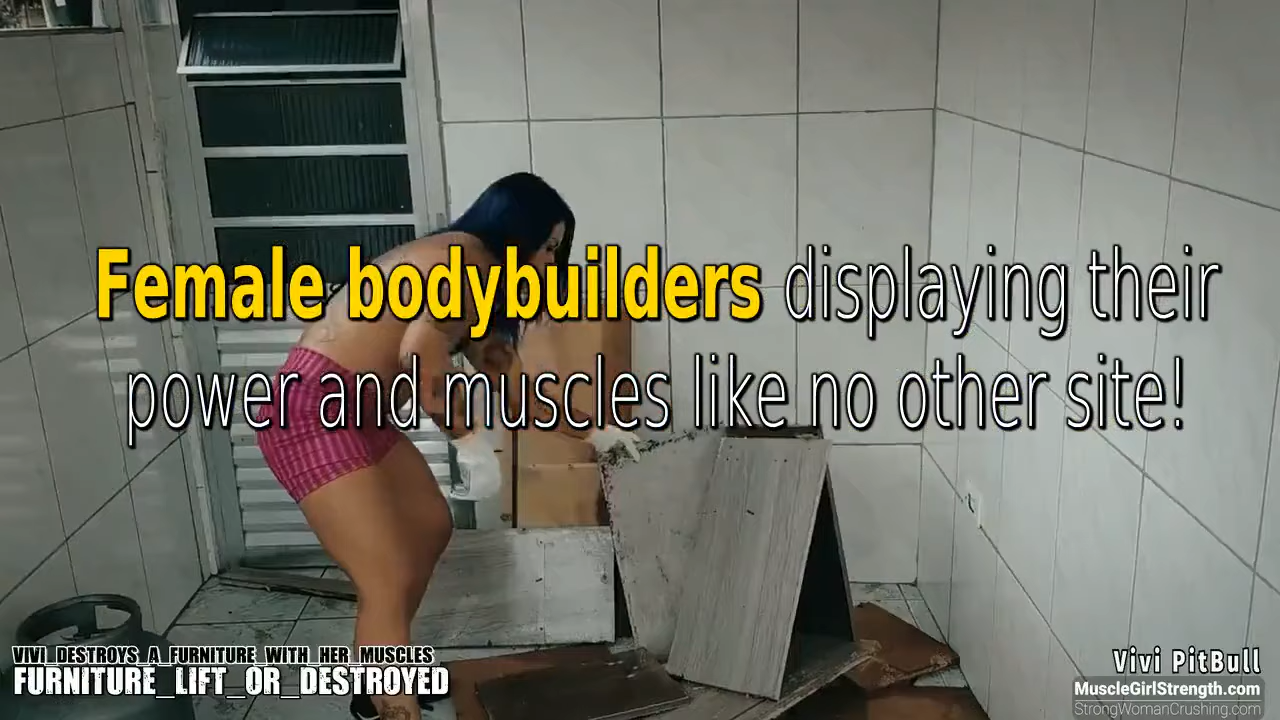 Female bodybuilders displaying their
power and muscles like no other site!
VIVI_DESTROYS_A_FURNITURE_WITH_HER_MUSCLES
FURNITURE_LIFT_OR_DESTROYED
Vivi PitBull
MuscleGirlStrength.com
StrongWomanCrushing.com